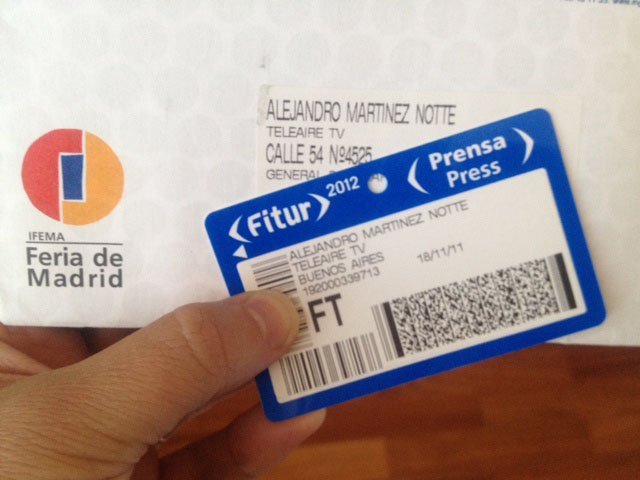 ALEJANDRO MARTINEZ NOTTE
TELEAIRE TV
CALLE 54 Nº4525
GENERAL
IFEMA
Feria de
Madrid
Fitur 2012
Prensa
Press
ALEJANDRO MARTINEZ NOTTE
TELEAIRE TV
BUENOS AIRES 18/11/11
192000339713
FT